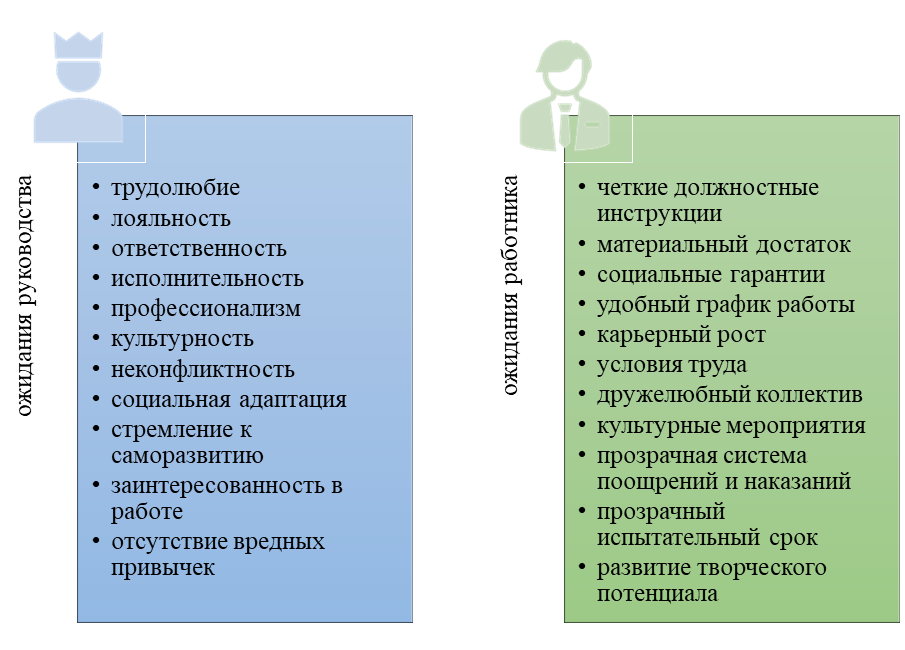 ожидания руководства
• трудолюбие
• лояльность
• ответственность
• исполнительность
• профессионализм
• культурность
• неконфликтность
• социальная адаптация
• стремление к
саморазвитию
• заинтересованность в
работе
• отсутствие вредных
привычек
ожидания работника
• четкие должностные
инструкции
• материальный достаток
• социальные гарантии
• удобный график работы
• карьерный рост
• условия труда
• дружелюбный коллектив
• культурные мероприятия
• прозрачная система
поощрений и наказаний
• прозрачный
испытательный срок
• развитие творческого
потенциала